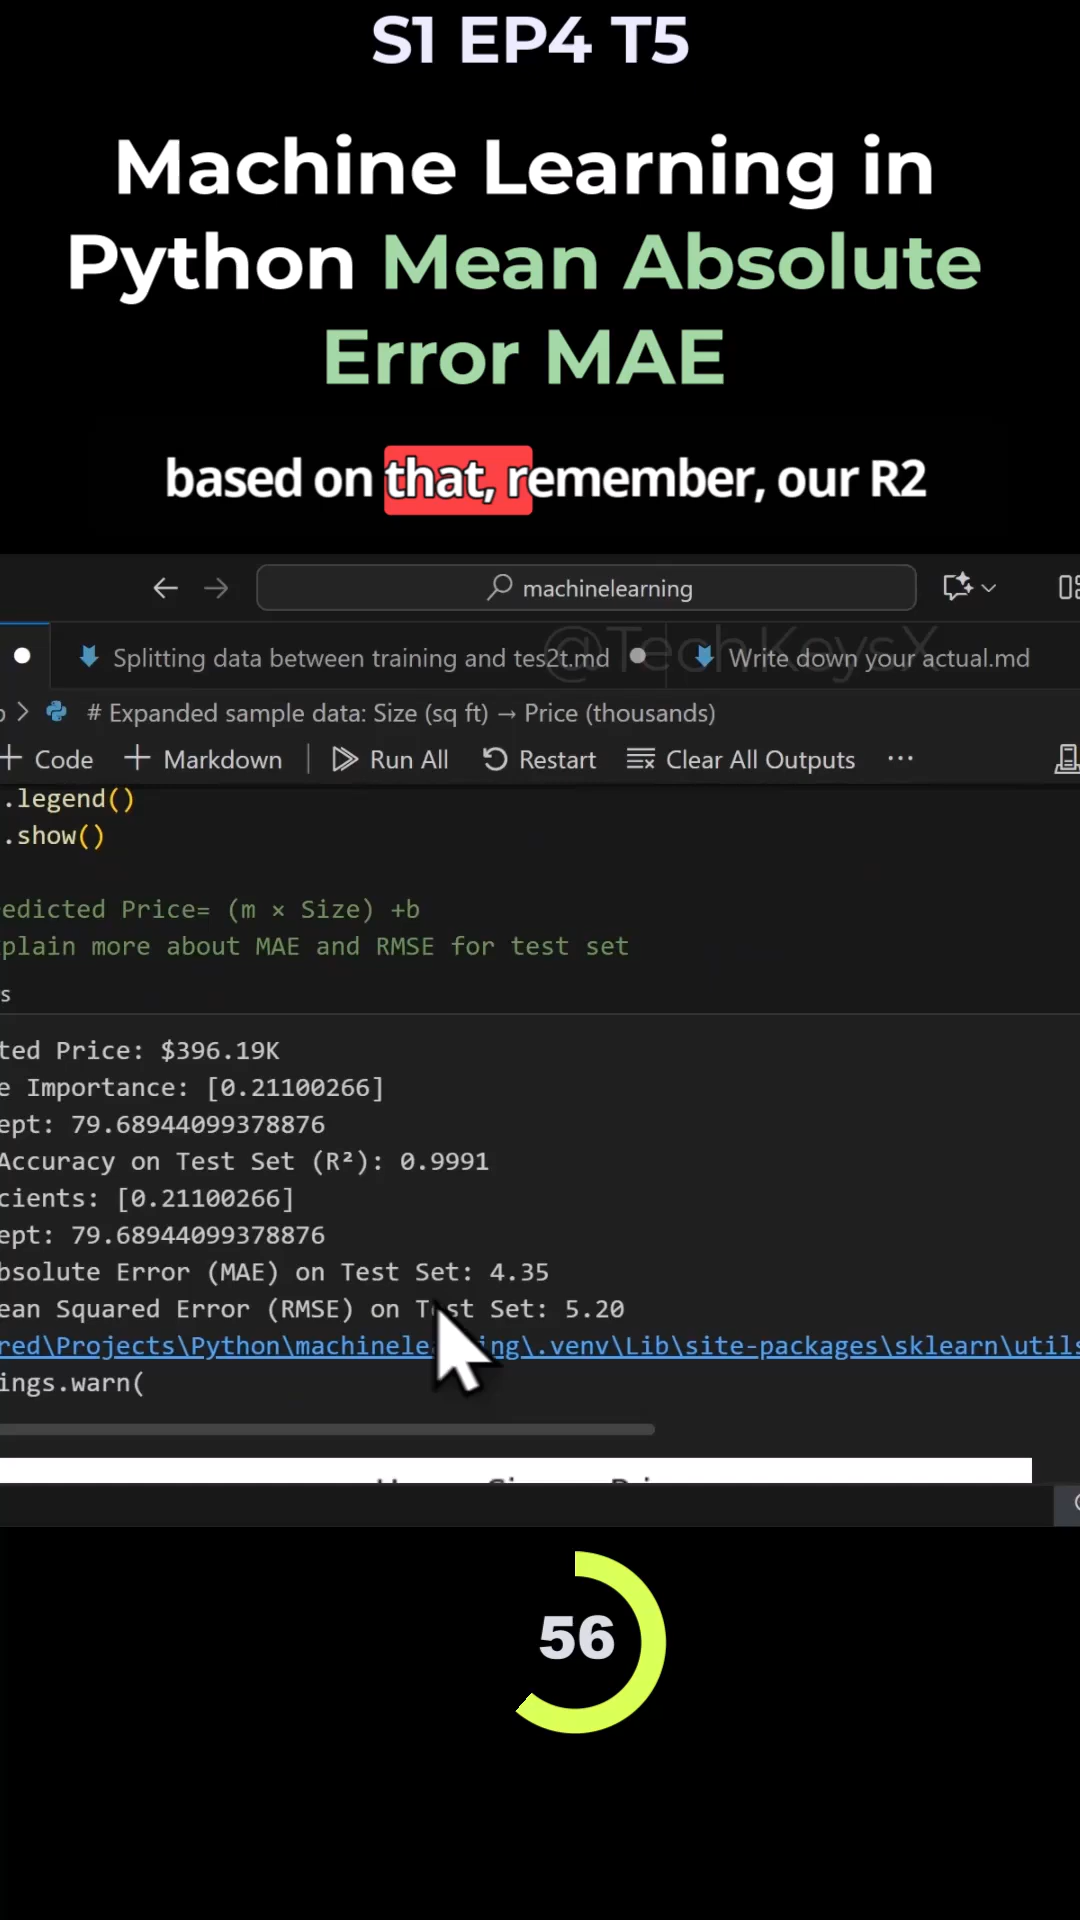 S1 EP4 T5
Machine Learning in
Python Mean Absolute
Error MAE
based on that, remember, our R2
machinelearning
@TechKeysX
Splitting data between training and tes2t.md
Write down your actual.md
# Expanded sample data: Size (sq ft) → Price (thousands)
+ Code + Markdown | Run All Restart Clear All Outputs ...
.legend()
.show()
edicted Price= (m × Size) +b
plain more about MAE and RMSE for test set
s
ted Price: $396.19K
e Importance: [0.21100266]
ept: 79.68944099378876
Accuracy on Test Set (R²): 0.9991
cients: [0.21100266]
ept: 79.68944099378876
bsolute Error (MAE) on Test Set: 4.35
ean Squared Error (RMSE) on Test Set: 5.20
red\Projects\Python\machinele ng\.venv\Lib\site-packages\sklearn\utils
ings.warn(
56